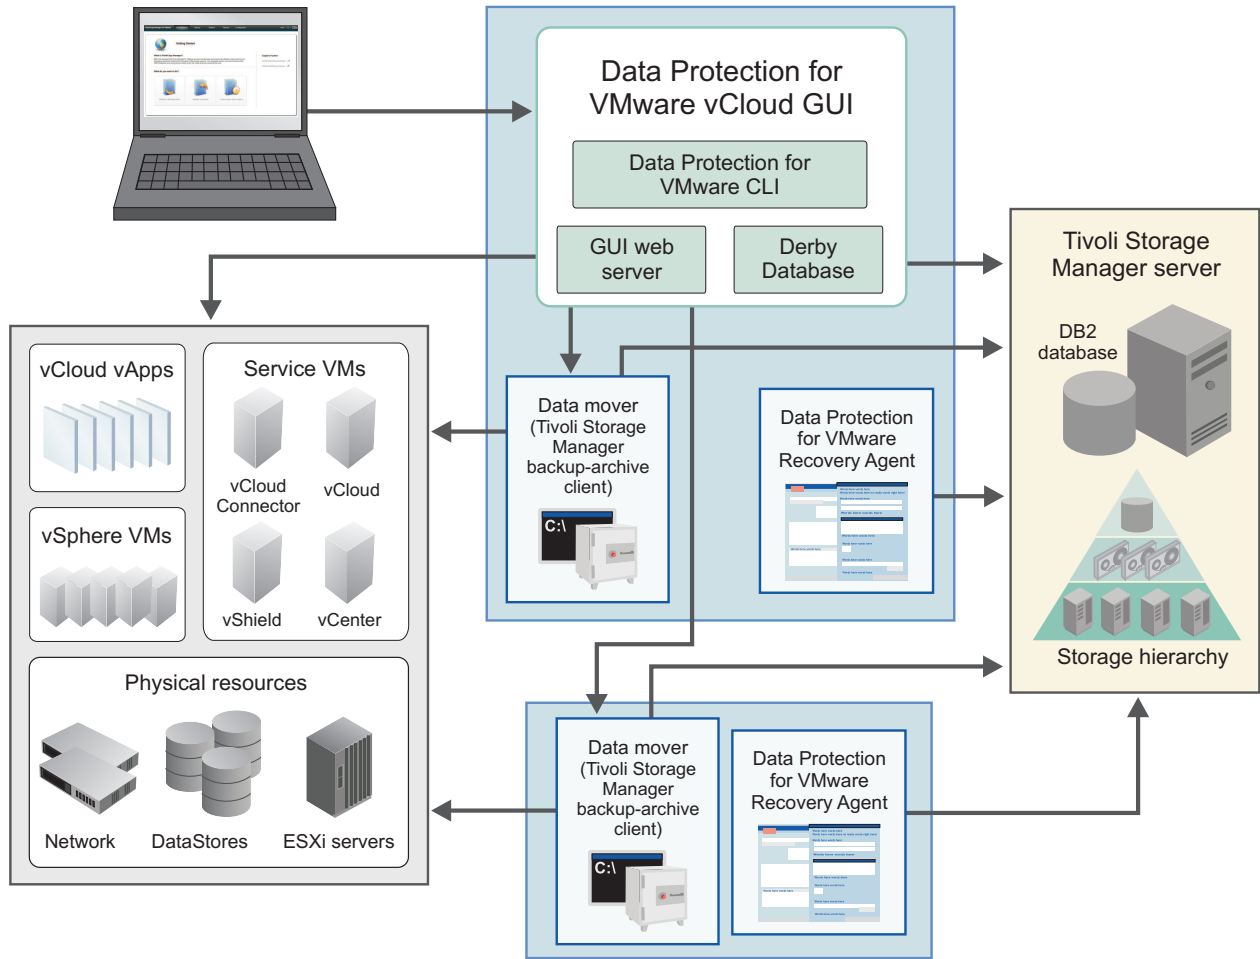 Data Protection for
VMware vCloud GUI
Data Protection for
VMware CLI
GUI web
server
Derby
Database
Tivoli Storage
Manager server
DB2
database
Storage hierarchy
vCloud vApps
Service VMs
vCloud
Connector
vCloud
vShield
vCenter
vSphere VMs
Physical resources
Network
DataStores
ESXi servers
Data mover
(Tivoli Storage
Manager
backup-archive
client)
C:\
Data Protection
for VMware
Recovery Agent
Data mover
(Tivoli Storage
Manager
backup-archive
client)
C:\
Data Protection
for VMware
Recovery Agent